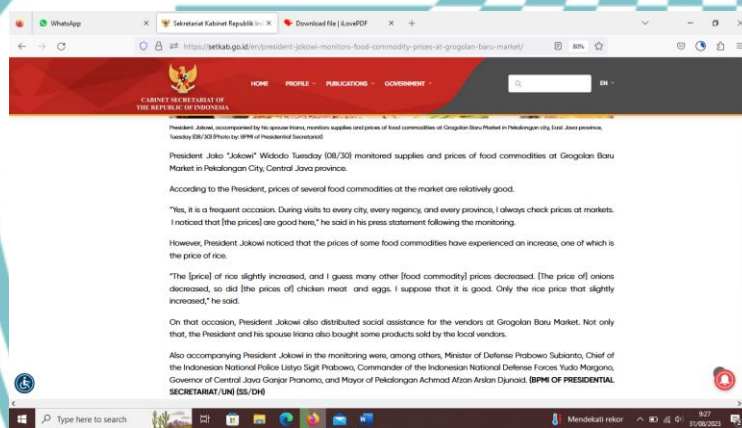 WhatsApp
Sekretariat Kabinet Republik In
Download file | iLovePDF
https://setkab.go.id/en/president-jokowi-monitors-food-commodity-prices-at-grogolan-baru-market/
80%
CABINET SECRETARIAT OF
THE REPUBLIC OF INDONESIA
HOME PROFILE PUBLICATIONS GOVERNMENT
EN
President Jokowi, accompanied by his spouse Iriana, monitors supplies and prices of food commodities at Grogolan Baru Market in Pekalongan city, East Java province,
Tuesday (08/30) (Photo by: BPMI of Presidential Secretariat)
President Joko "Jokowi" Widodo Tuesday (08/30) monitored supplies and prices of food commodities at Grogolan Baru
Market in Pekalongan City, Central Java province.
According to the President, prices of several food commodities at the market are relatively good.
"Yes, it is a frequent occasion. During visits to every city, every regency, and every province, I always check prices at markets.
I noticed that [the prices] are good here," he said in his press statement following the monitoring.
However, President Jokowi noticed that the prices of some food commodities have experienced an increase, one of which is
the price of rice.
"The [price] of rice slightly increased, and I guess many other [food commodity] prices decreased. [The price of] onions
decreased, so did [the prices of] chicken meat and eggs. I suppose that it is good. Only the rice price that slightly
increased," he said.
On that occasion, President Jokowi also distributed social assistance for the vendors at Grogolan Baru Market. Not only
that, the President and his spouse Iriana also bought some products sold by the local vendors.
Also accompanying President Jokowi in the monitoring were, among others, Minister of Defense Prabowo Subianto, Chief of
the Indonesian National Police Listyo Sigit Prabowo, Commander of the Indonesian National Defense Forces Yudo Margono,
Governor of Central Java Ganjar Pranomo, and Mayor of Pekalongan Achmad Afzan Arslan Djunaid. (BPMI OF PRESIDENTIAL
SECRETARIAT/UN) (SS/DH)
Type here to search
Mendekati rekor
9:27
31/08/2023